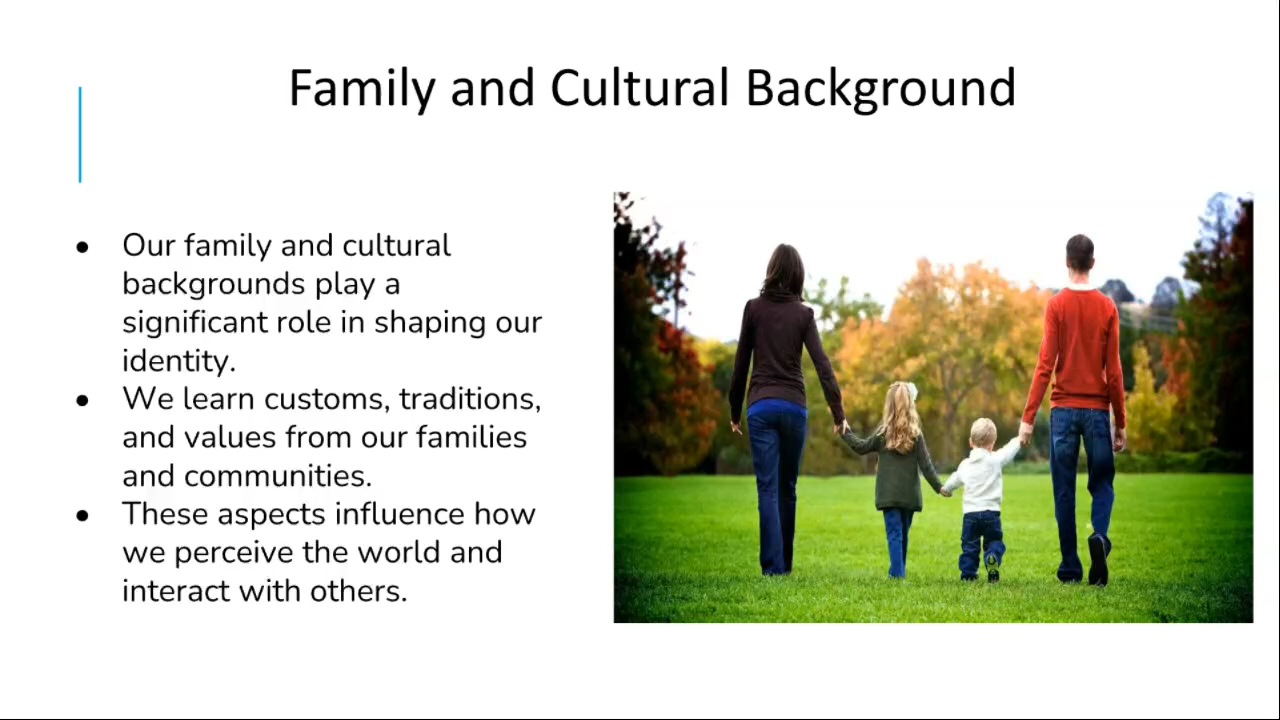 Family and Cultural Background
● Our family and cultural
backgrounds play a
significant role in shaping our
identity.
● We learn customs, traditions,
and values from our families
and communities.
● These aspects influence how
we perceive the world and
interact with others.